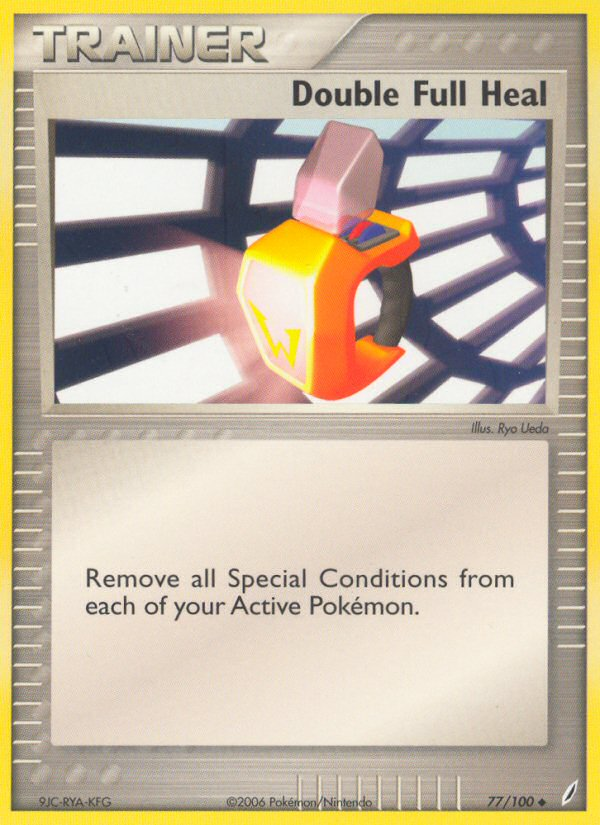 TRAINER
Double Full Heal
W
Illus. Ryo Ueda
Remove all Special Conditions from
each of your Active Pokémon.
9JC-RYA-KFG
©2006 Pokémon/Nintendo
77/100